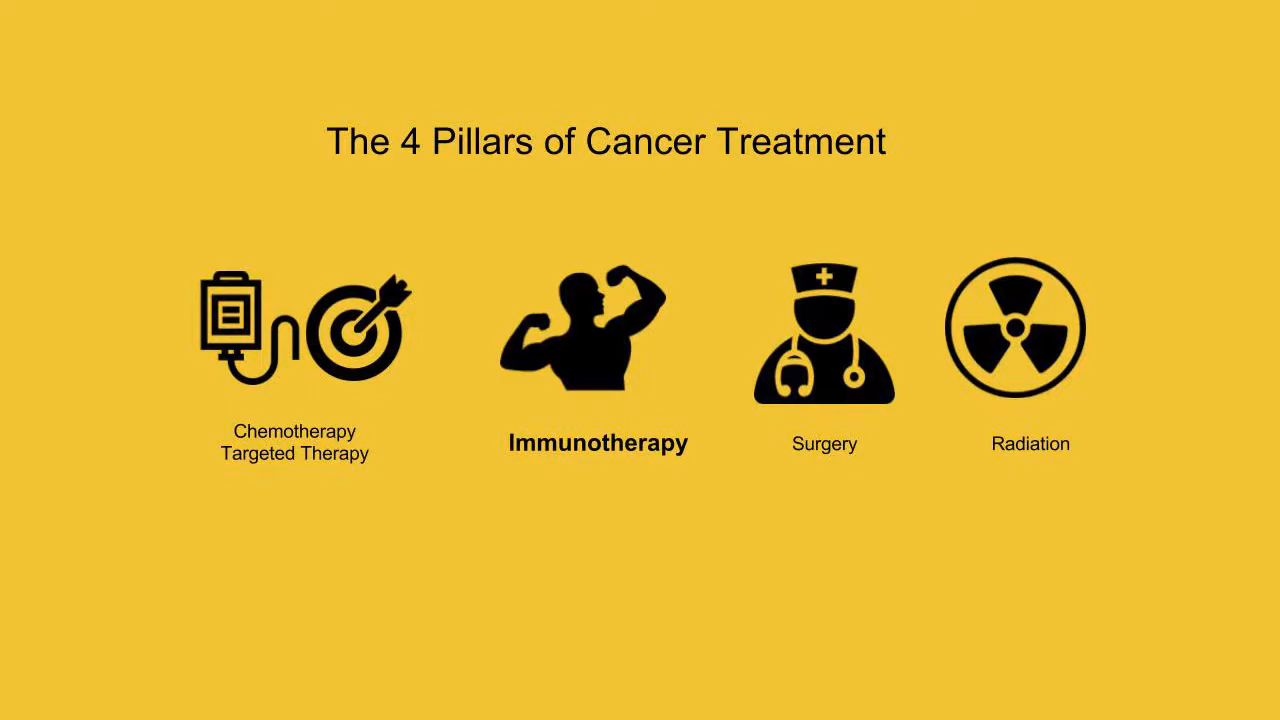 The 4 Pillars of Cancer Treatment
Chemotherapy
Targeted Therapy
Immunotherapy
Surgery
Radiation